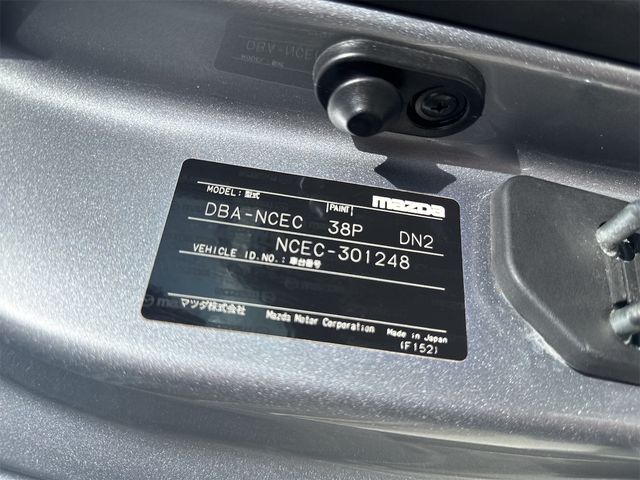 MODEL: 型式 PAINT mazda
DBA-NCEC 38P DN2
NCEC-301248
VEHICLE ID.NO.: 車台番号
マツダ株式会社 Mazda Motor Corporation Made in Japan
(F152)